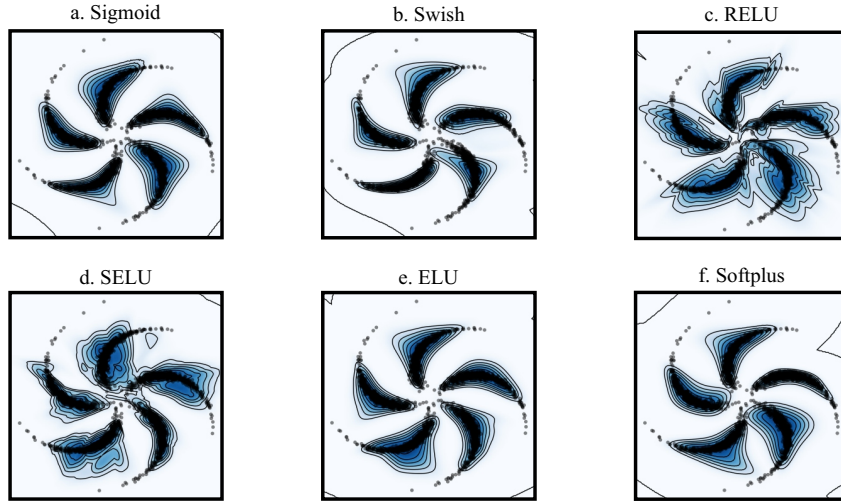 a. Sigmoid
b. Swish
c. RELU
d. SELU
e. ELU
f. Softplus